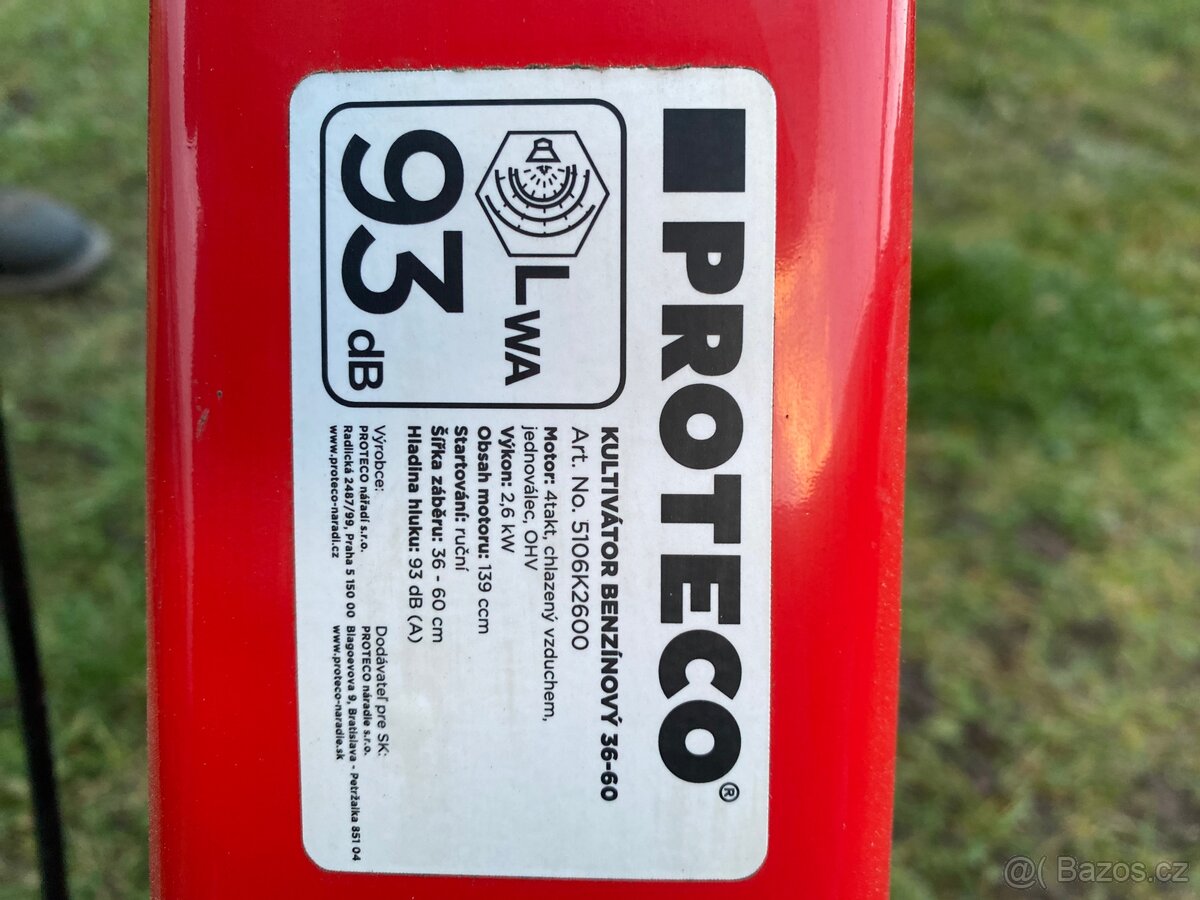 PROTECO®
LWA
93 dB
KULTIVÁTOR BENZÍNOVÝ 36-60
Art. No. 5106K2600
Motor: 4takt, chlazený vzduchem,
jednoválec, OHV
Výkon: 2,6 kW
Obsah motoru: 139 ccm
Startování: ruční
Šířka záběru: 36 - 60 cm
Hladina hluku: 93 dB (A)
Výrobce:
PROTECO nářadí s.r.o.
Radlická 2487/99, Praha 5 150 00
www.proteco-naradi.cz
Dodávateľ pre SK:
PROTECO náradie s.r.o.
Blagoevova 9, Bratislava - Petržalka 851 04
www.proteco-naradie.sk
@( Bazos.cz